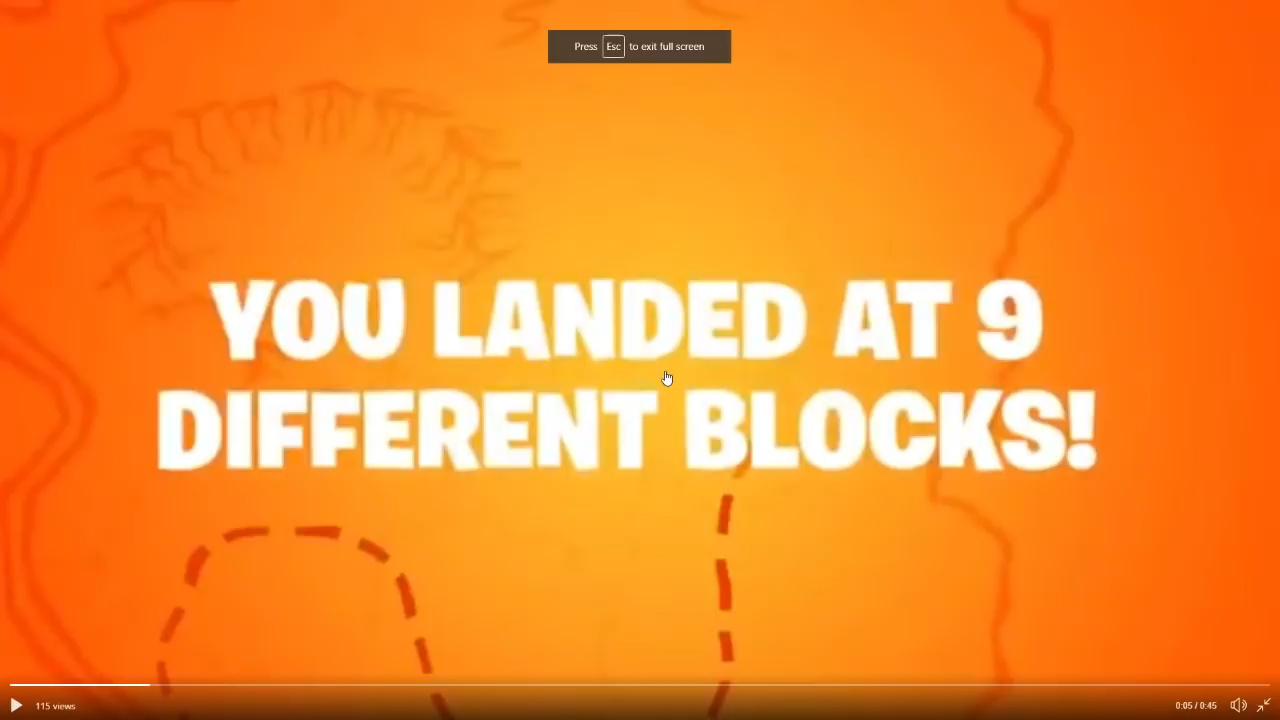 Press Esc to exit full screen
YOU LANDED AT 9
DIFFERENT BLOCKS!
115 views
0:05 / 0:45